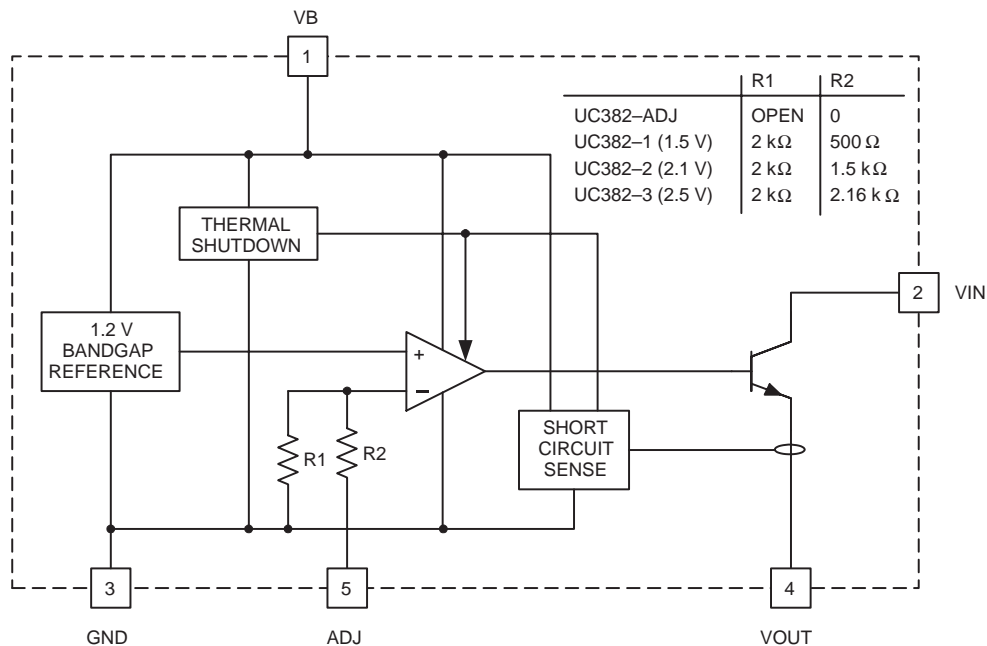 VB
1
R1 R2
UC382–ADJ OPEN 0
UC382–1 (1.5 V) 2 kΩ 500 Ω
UC382–2 (2.1 V) 2 kΩ 1.5 kΩ
UC382–3 (2.5 V) 2 kΩ 2.16 k Ω
THERMAL
SHUTDOWN
2 VIN
1.2 V
BANDGAP
REFERENCE
+
–
SHORT
CIRCUIT
SENSE
R1 R2
3 5 4
GND ADJ VOUT